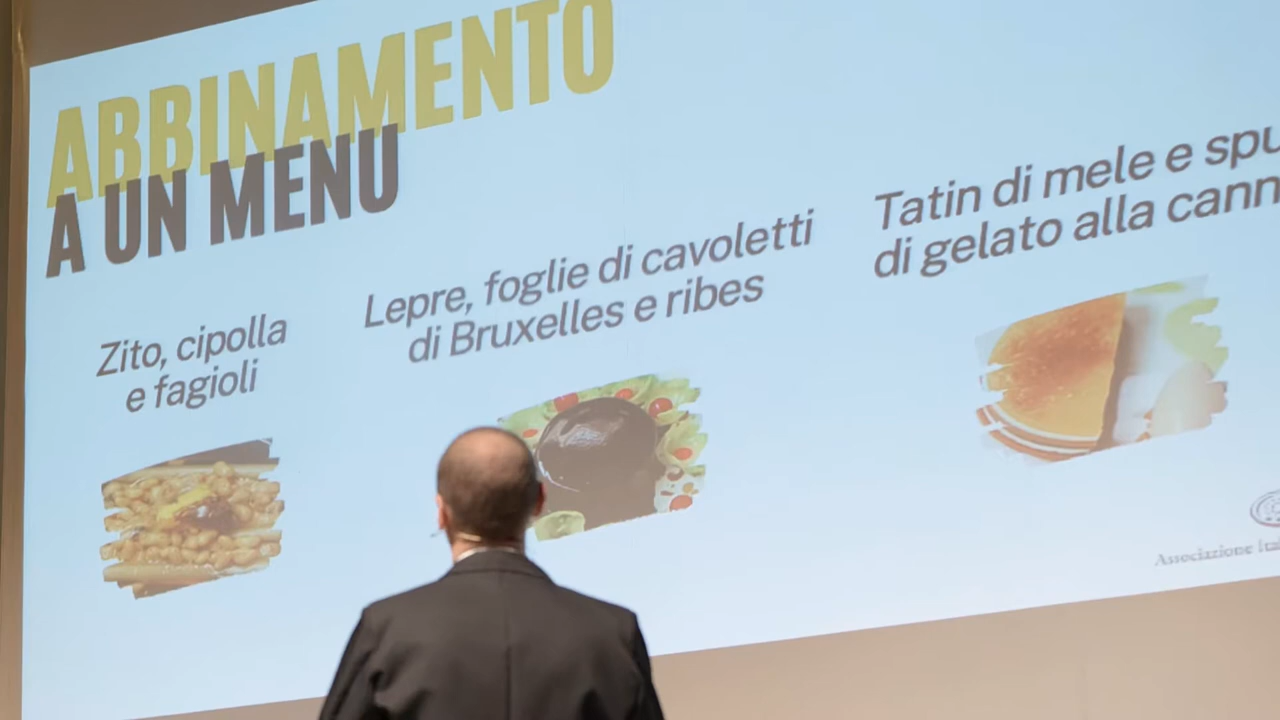 ABBINAMENTO
A UN MENU
Zito, cipolla
e fagioli
Lepre, foglie di cavoletti
di Bruxelles e ribes
Tatin di mele e
di gelato alla
Associazione